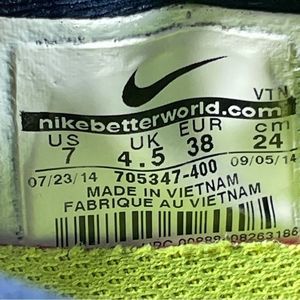 VTN
nikebetterworld.com
US UK EUR cm
7 4.5 38 24
07/23/14 705347-400 09/05/14
MADE IN VIETNAM
FABRIQUE AU VIETNAM